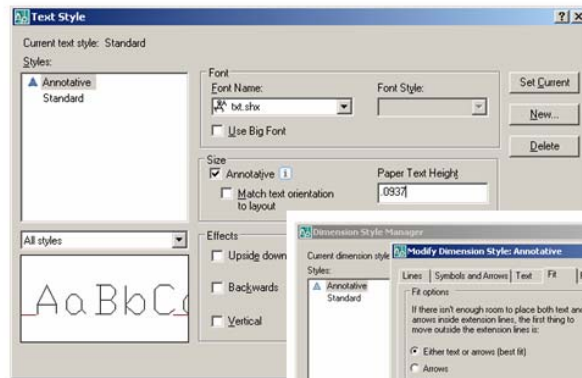 Text Style
Current text style: Standard
Styles:
Annotative
Standard
Font
Font Name:
txt.shx
Use Big Font
Font Style:
Set Current
New...
Delete
Size
Annotative
Match text orientation
to layout
Paper Text Height
.0937
All styles
AaBbC
Effects
Upside down
Backwards
Vertical
Dimension Style Manager
Current dimension style
Styles:
Annotative
Standard
Modify Dimension Style: Annotative
Lines
Symbols and Arrows
Text
Fit
Fit options
If there isn't enough room to place both text and
arrows inside extension lines, the first thing to
move outside the extension lines is:
Either text or arrows (best fit)
Arrows